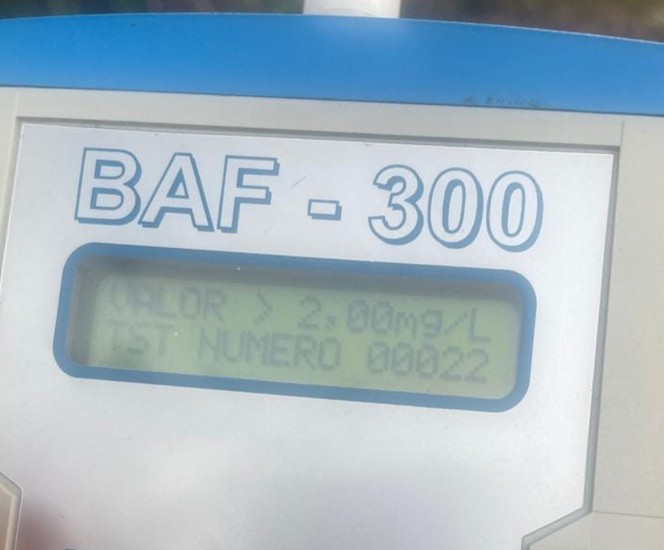 BAF - 300
VALOR > 2,00mg/L
TST NUMERO 00022